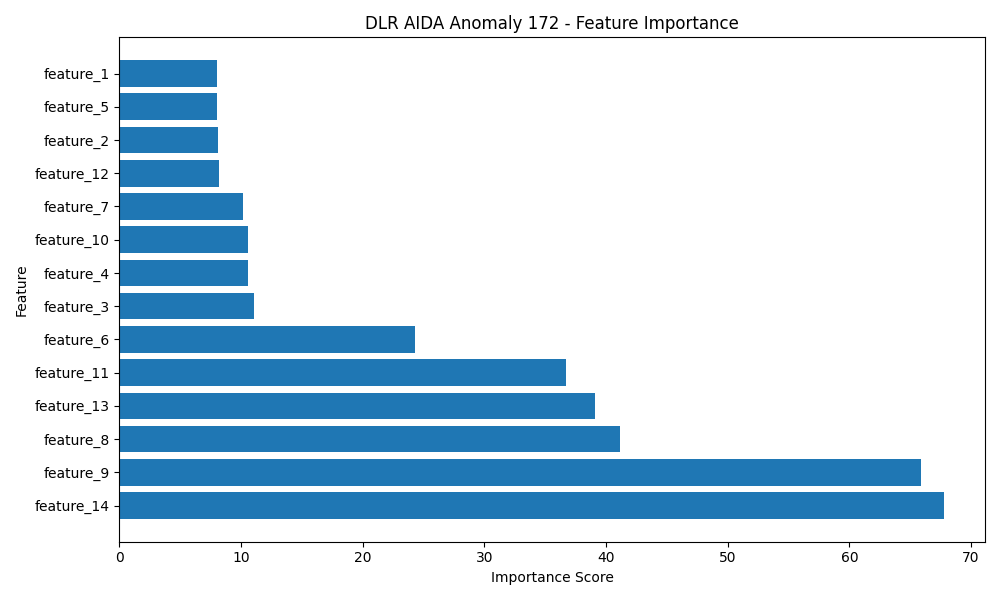 DLR AIDA Anomaly 172 - Feature Importance
feature_1
feature_5
feature_2
feature_12
feature_7
feature_10
feature_4
feature_3
feature_6
feature_11
feature_13
feature_8
feature_9
feature_14
Feature
0 10 20 30 40 50 60 70
Importance Score